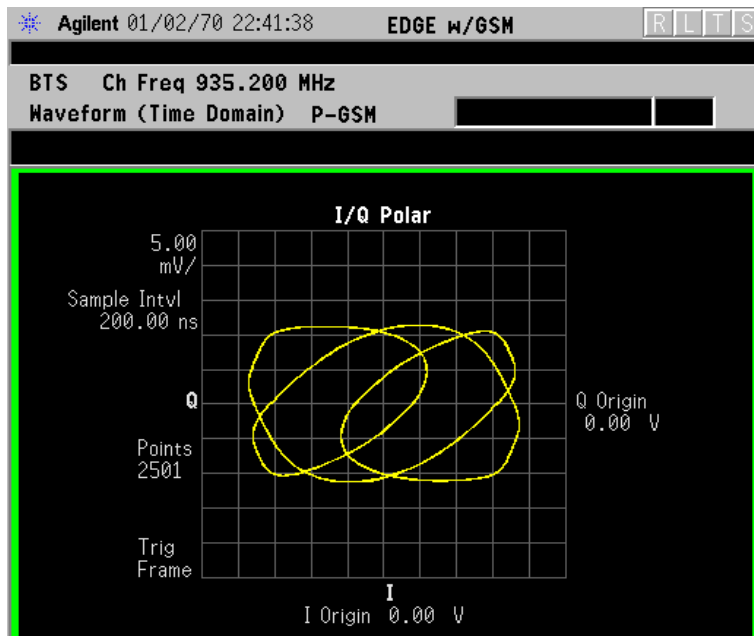 Agilent 01/02/70 22:41:38 EDGE w/GSM R L T S
BTS Ch Freq 935.200 MHz
Waveform (Time Domain) P-GSM
I/Q Polar
5.00
mV/
Sample Intvl
200.00 ns
Q
Q Origin
0.00 V
Points
2501
Trig
Frame
I
I Origin 0.00 V